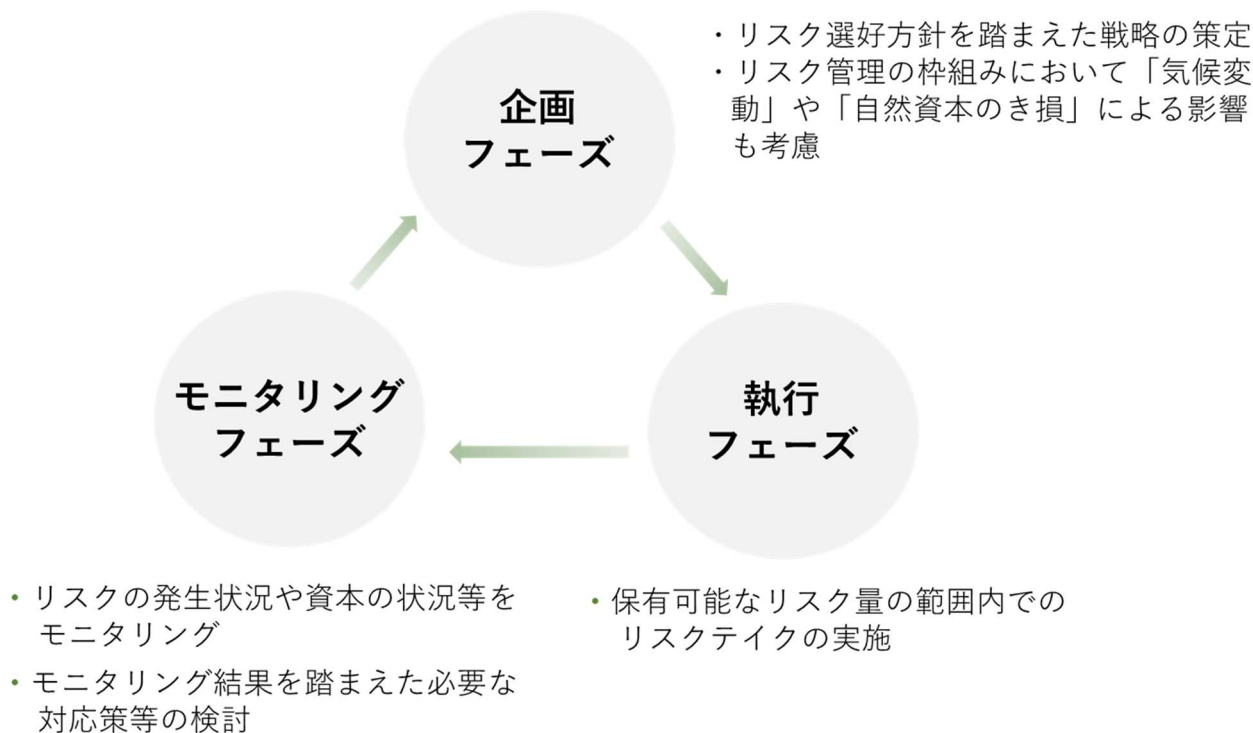 ・リスク選好方針を踏まえた戦略の策定
・リスク管理の枠組みにおいて「気候変
動」や「自然資本のき損」による影響
も考慮
企画
フェーズ
モニタリング
フェーズ
執行
フェーズ
・リスクの発生状況や資本の状況等を
モニタリング
・モニタリング結果を踏まえた必要な
対応策等の検討
・保有可能なリスク量の範囲内での
リスクテイクの実施